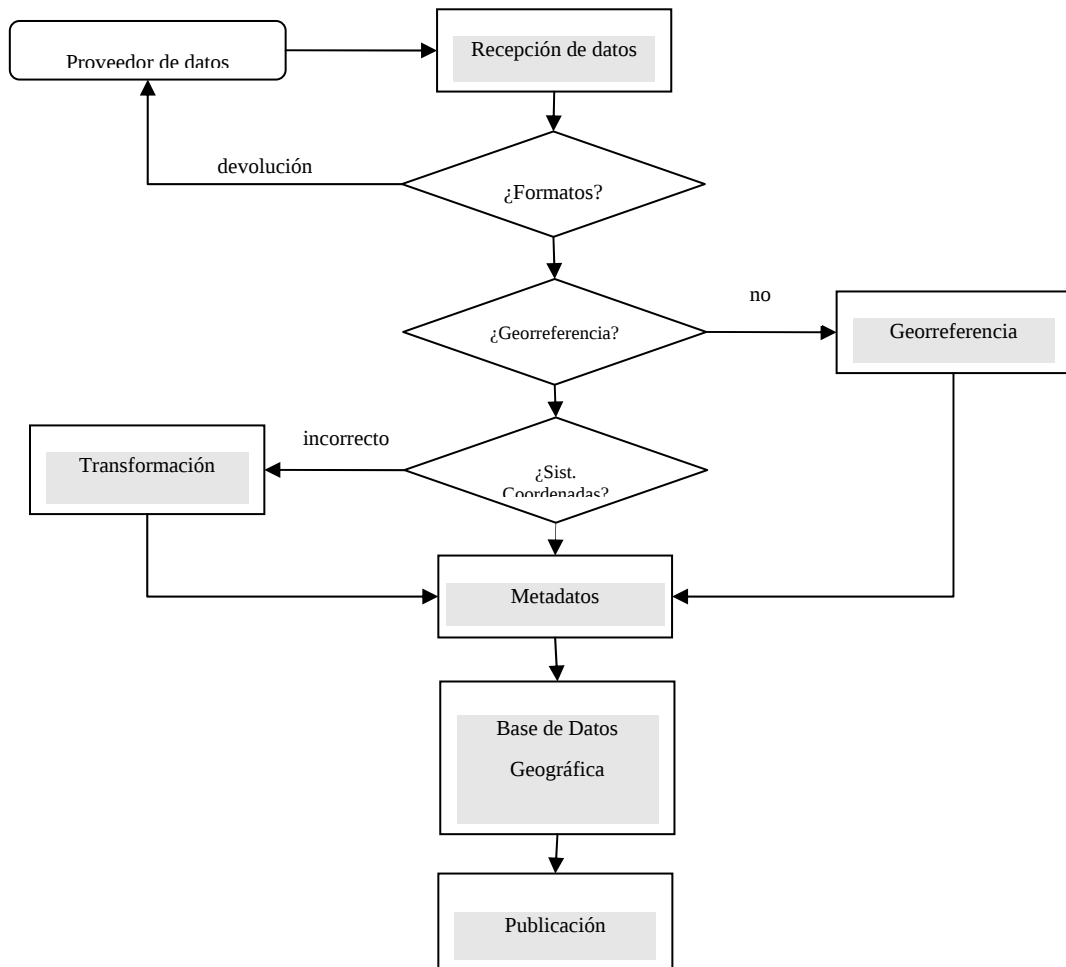 Proveedor de datos
Recepción de datos
devolución
¿Formatos?
no
¿Georreferencia?
Georreferencia
incorrecto
Transformación
¿Sist.
Coordenadas?
Metadatos
Base de Datos
Geográfica
Publicación